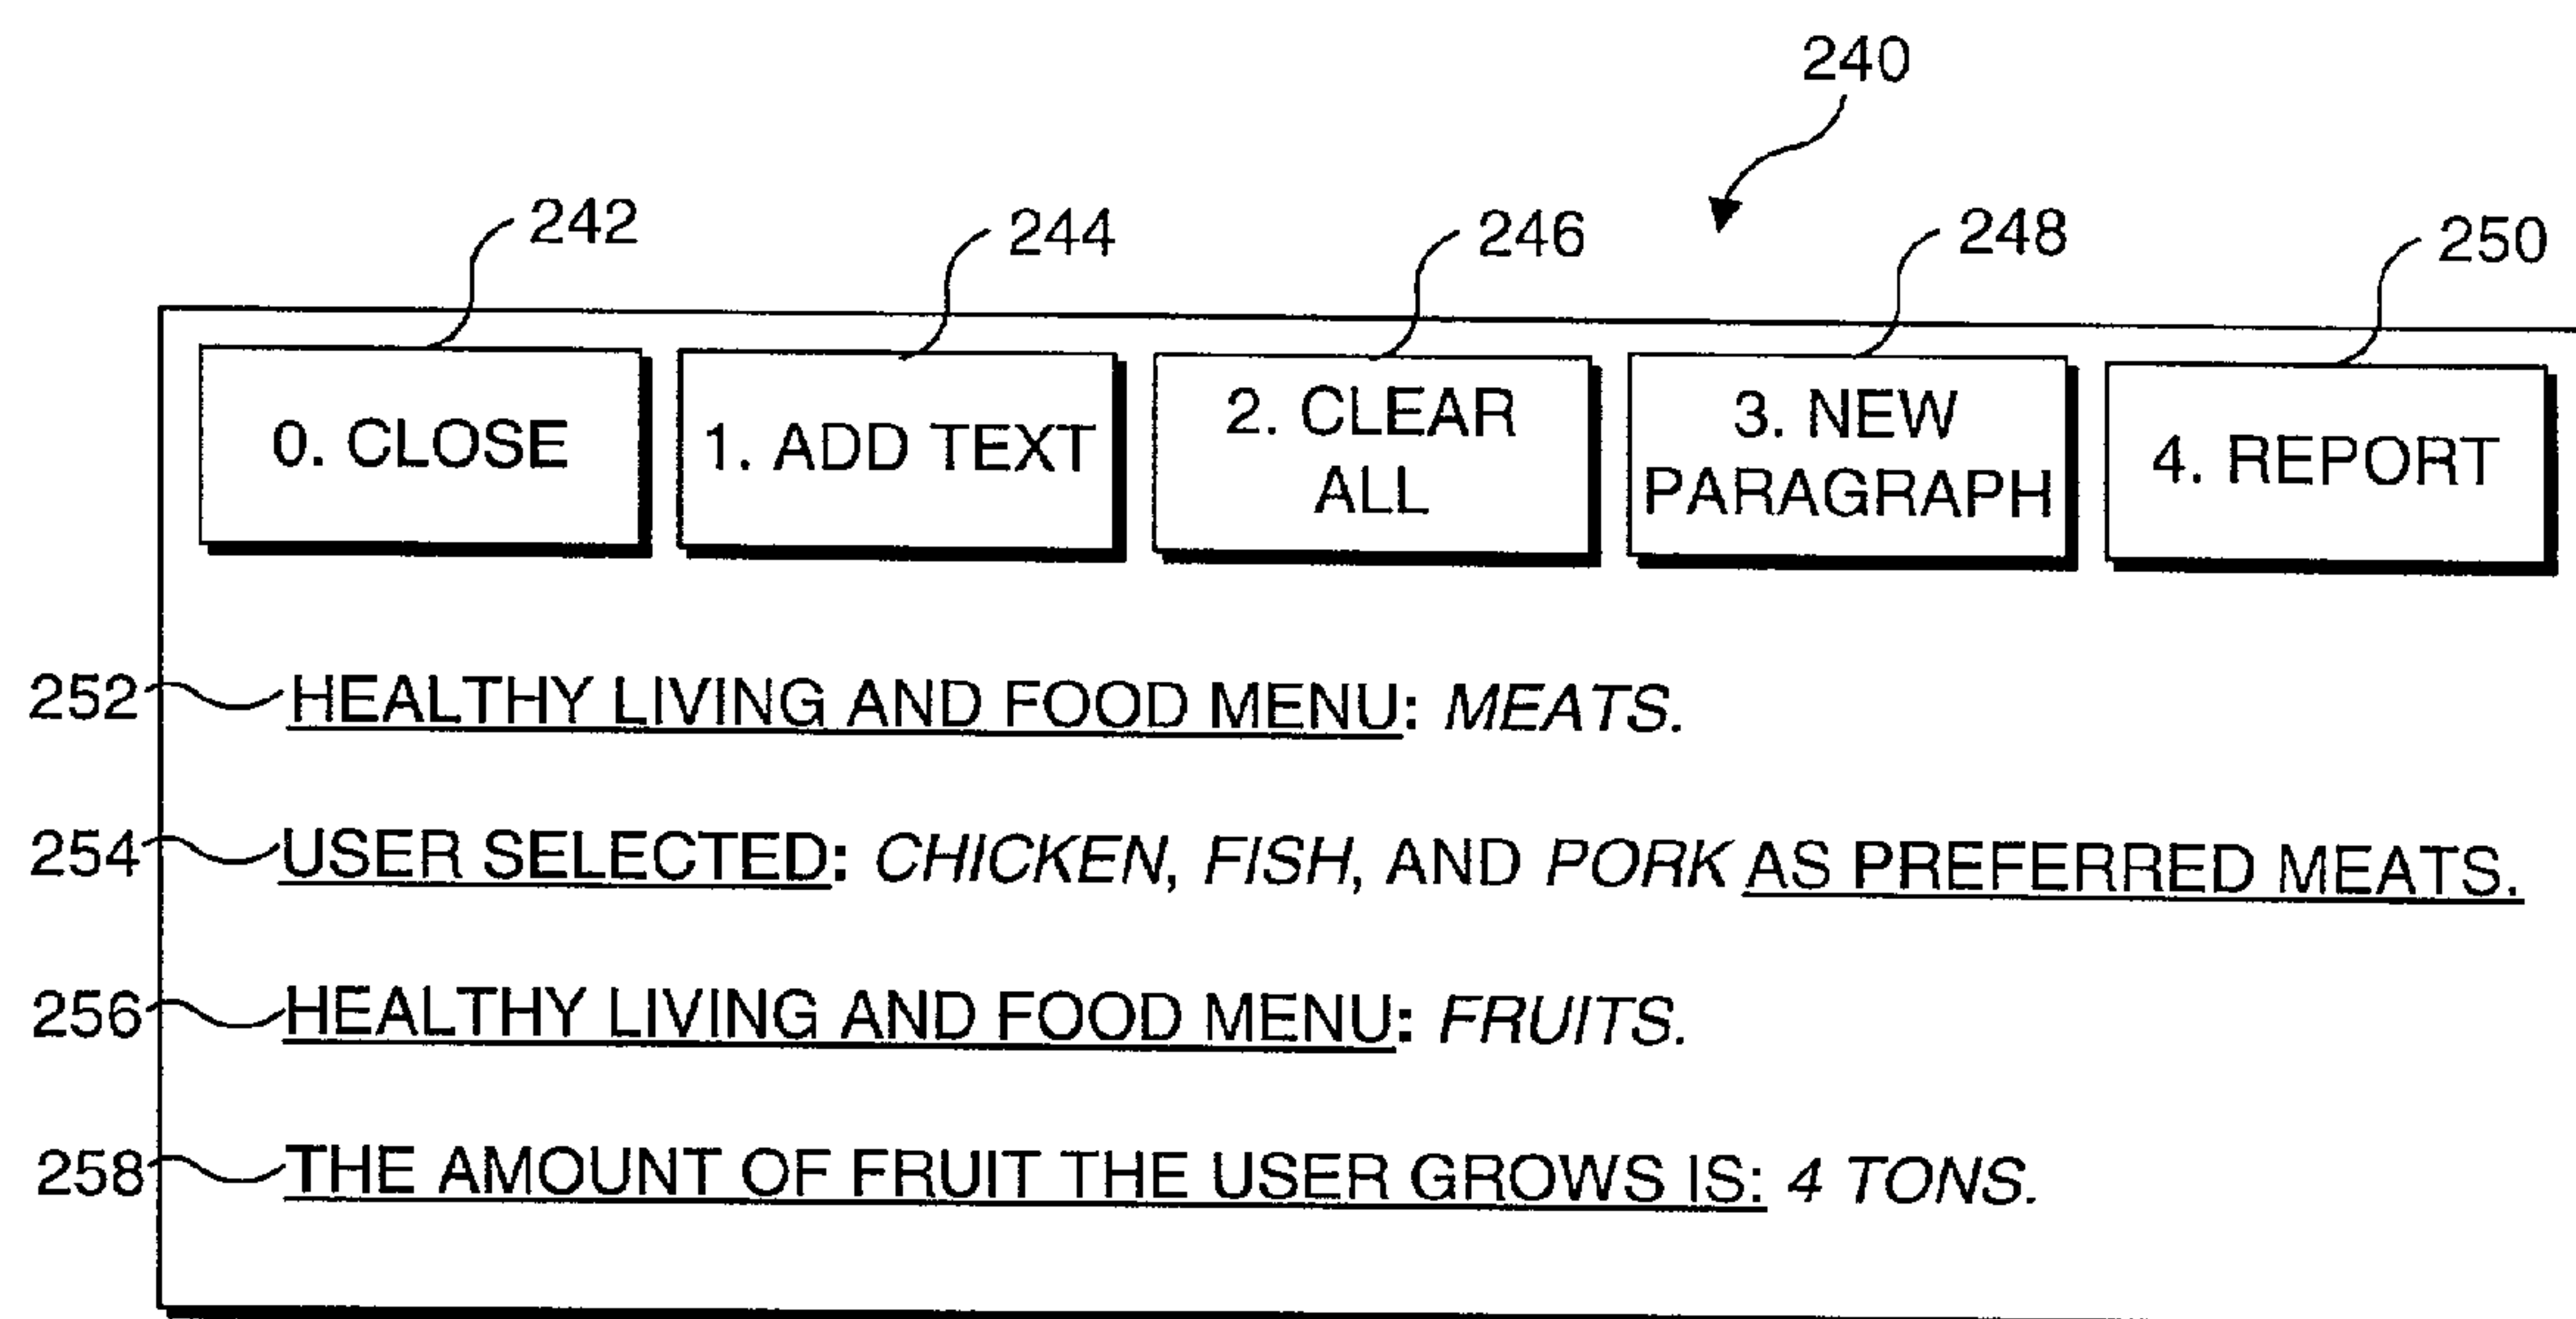 240
242
244
246
248
250
0. CLOSE
1. ADD TEXT
2. CLEAR
ALL
3. NEW
PARAGRAPH
4. REPORT
252 HEALTHY LIVING AND FOOD MENU: MEATS.
254 USER SELECTED: CHICKEN, FISH, AND PORK AS PREFERRED MEATS.
256 HEALTHY LIVING AND FOOD MENU: FRUITS.
258 THE AMOUNT OF FRUIT THE USER GROWS IS: 4 TONS.